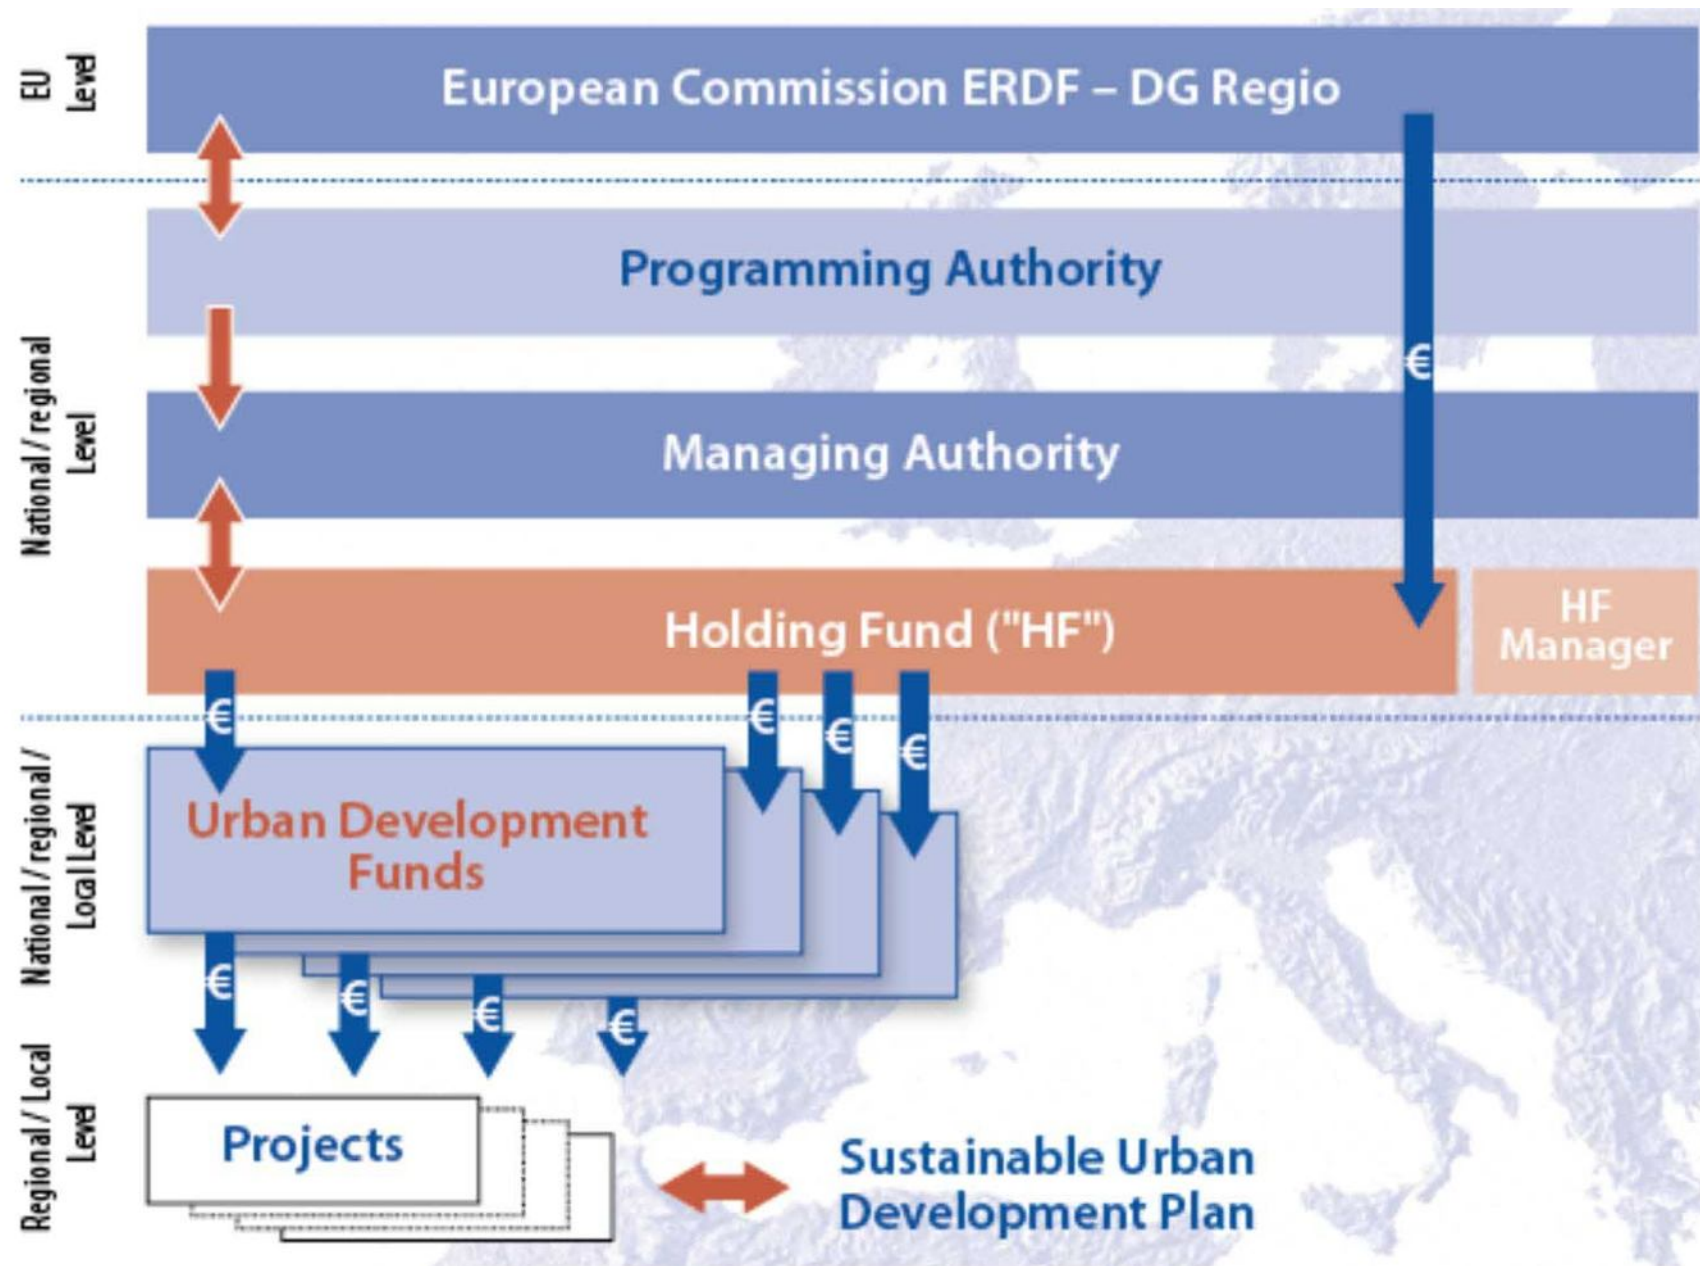 EU
Level
European Commission ERDF – DG Regio
National / regional
Level
Programming Authority
€
Managing Authority
Holding Fund ("HF")
HF
Manager
€
€
€
€
National / regional /
Local Level
Urban Development
Funds
€
€
€
€
Regional / Local
Level
Projects
Sustainable Urban
Development Plan